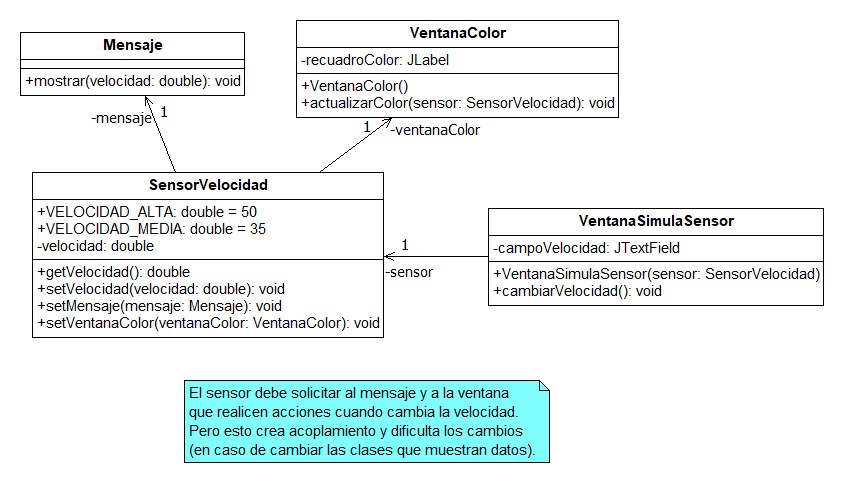 Mensaje
+mostrar(velocidad: double): void
-mensaje
1
VentanaColor
-recuadroColor: JLabel
+VentanaColor()
+actualizarColor(sensor: SensorVelocidad): void
1
-ventanaColor
SensorVelocidad
+VELOCIDAD_ALTA: double = 50
+VELOCIDAD_MEDIA: double = 35
-velocidad: double
+getVelocidad(): double
+setVelocidad(velocidad: double): void
+setMensaje(mensaje: Mensaje): void
+setVentanaColor(ventanaColor: VentanaColor): void
1
-sensor
VentanaSimulaSensor
-campoVelocidad: JTextField
+VentanaSimulaSensor(sensor: SensorVelocidad)
+cambiarVelocidad(): void
El sensor debe solicitar al mensaje y a la ventana
que realicen acciones cuando cambia la velocidad.
Pero esto crea acoplamiento y dificulta los cambios
(en caso de cambiar las clases que muestran datos).